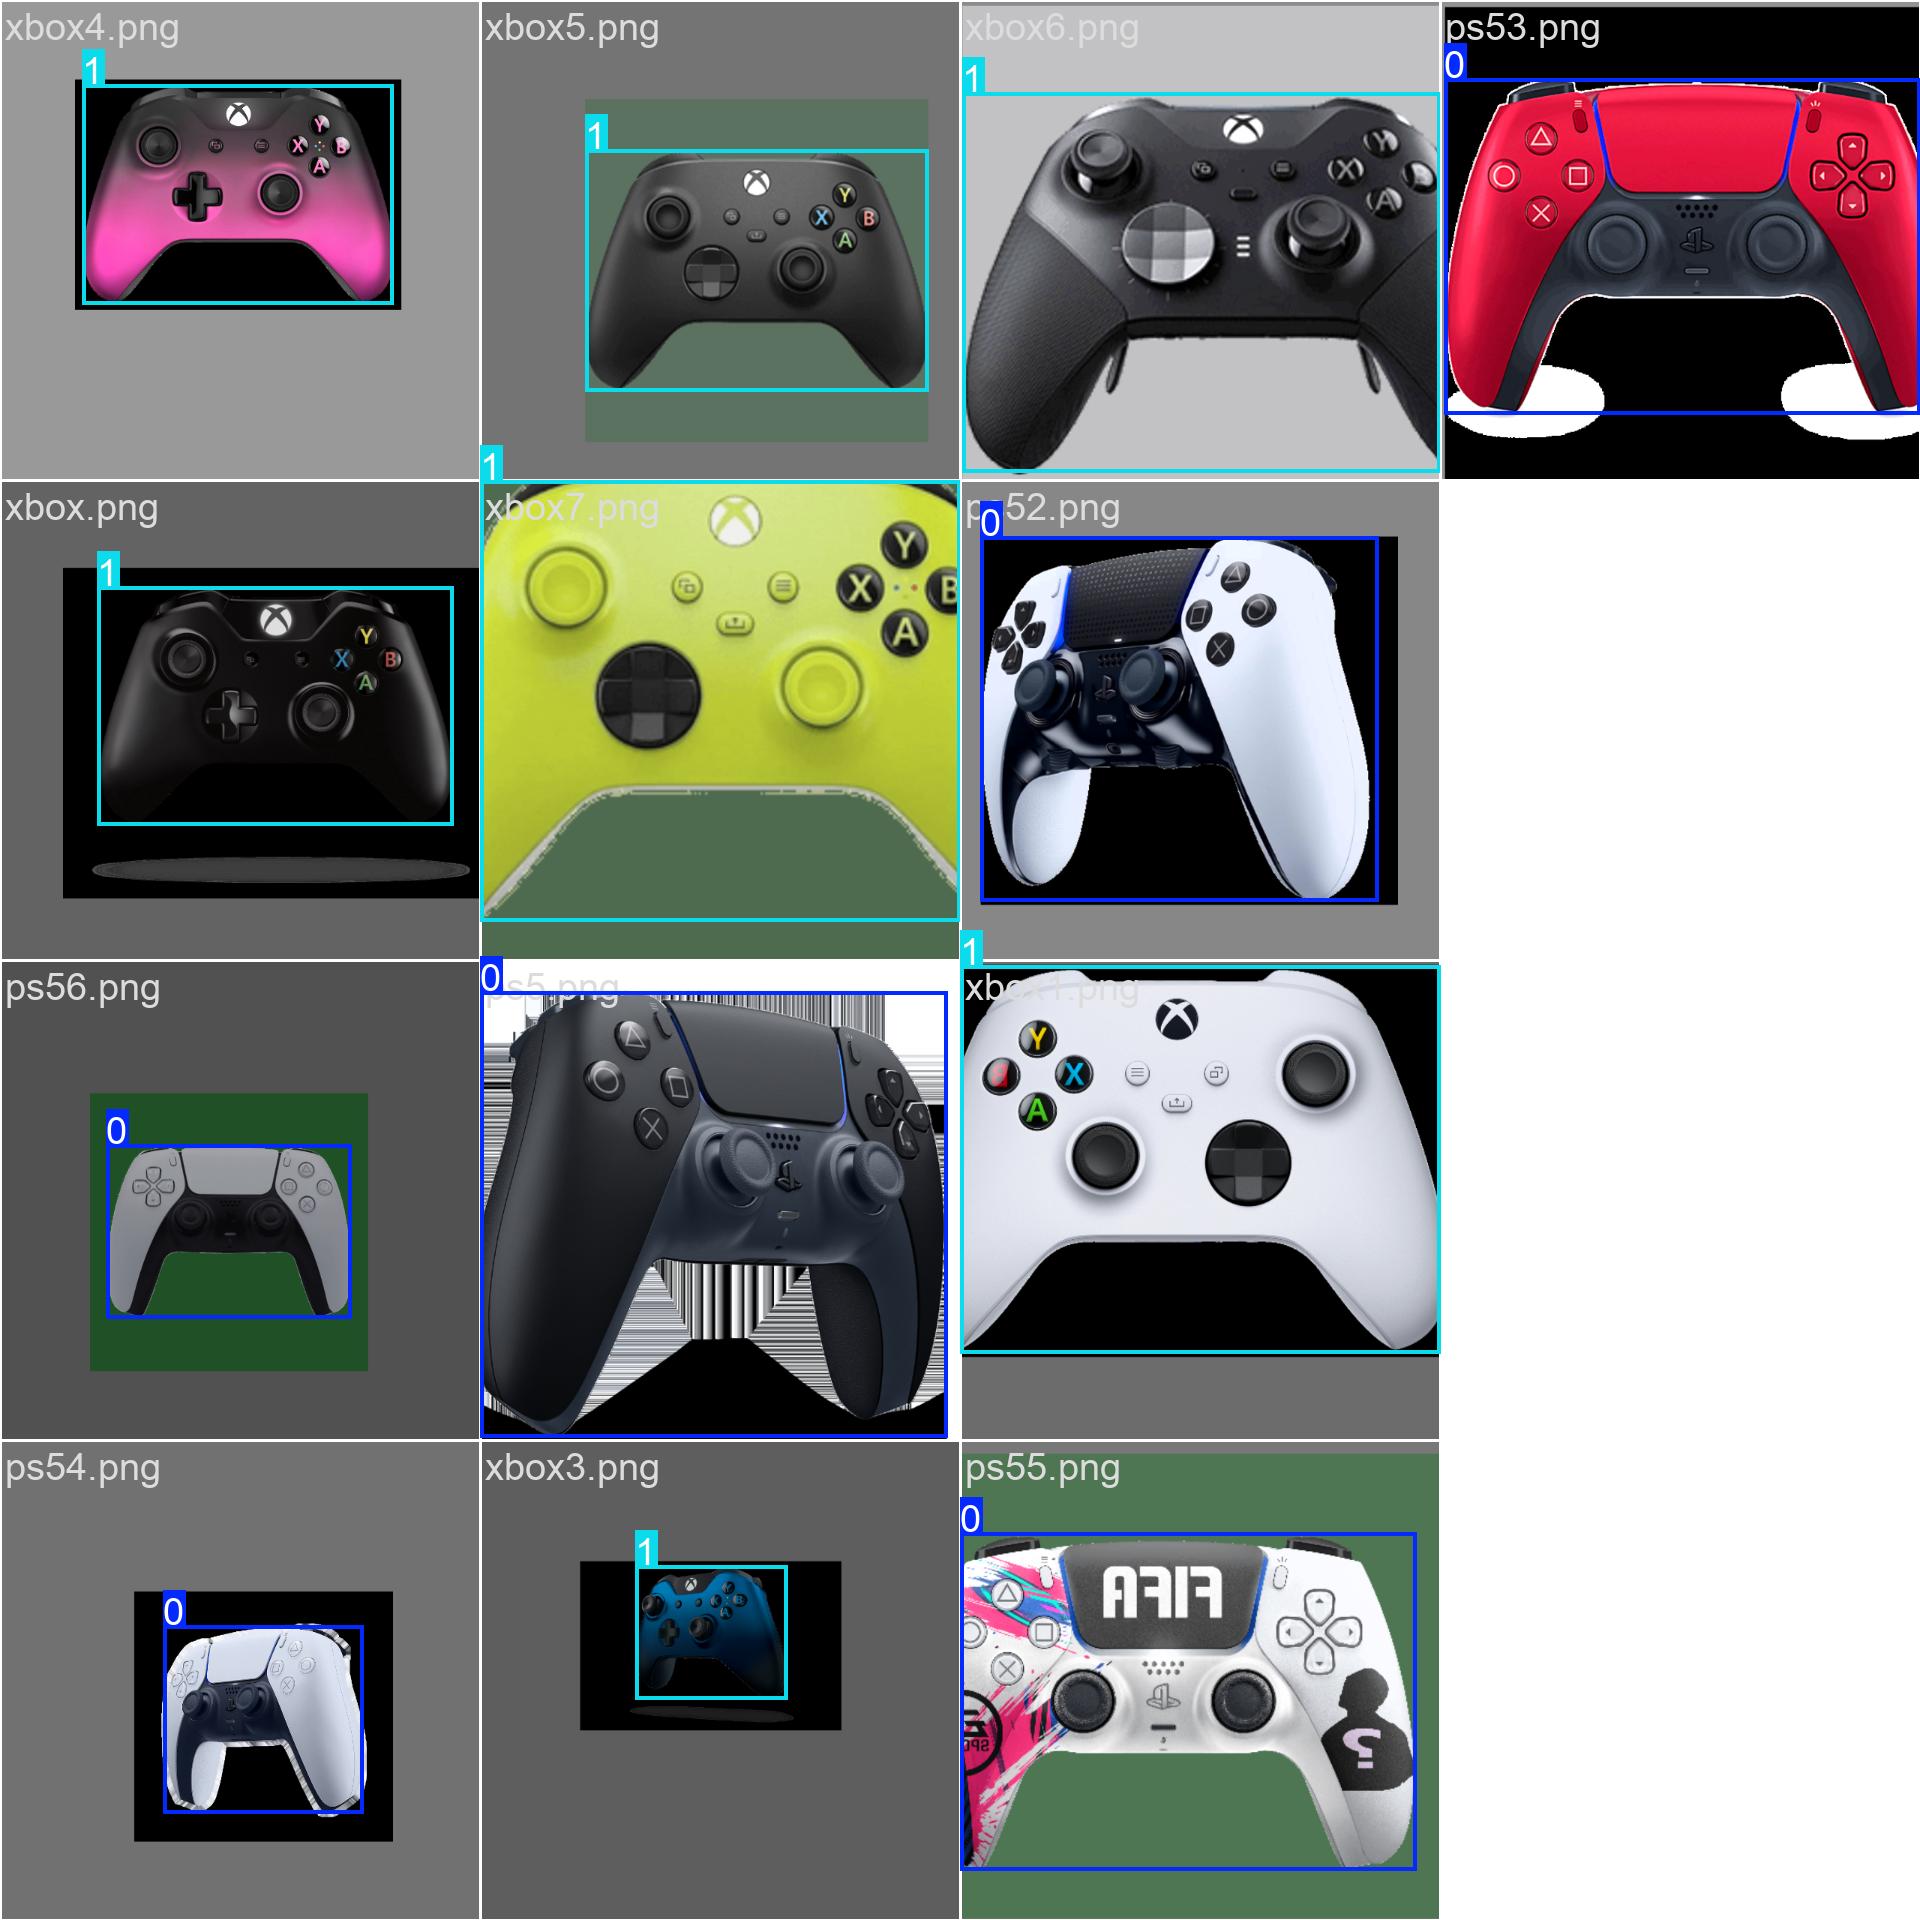 xbox4.png
1
Y
X
B
A
xbox5.png
1
Y
X
B
A
xbox6.png
1
Y
X
A
ps53.png
0
xbox.png
1
Y
X
B
A
xbox7.png
1
Y
X
B
A
ps52.png
0
ps56.png
0
ps5.png
0
xbox1.png
1
Y
X
B
A
ps54.png
0
xbox3.png
1
Y
X
B
A
ps55.png
0
FIFA
?